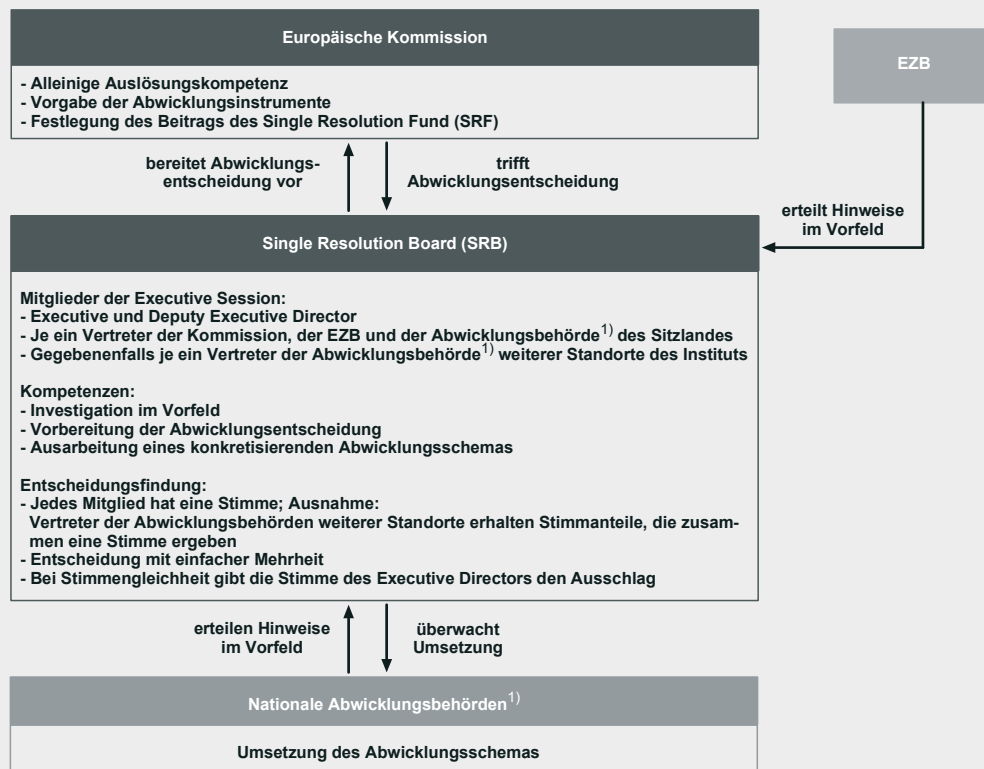 Europäische Kommission
EZB
- Alleinige Auslösungskompetenz
- Vorgabe der Abwicklungsinstrumente
- Festlegung des Beitrags des Single Resolution Fund (SRF)
bereitet Abwicklungs-
entscheidung vor
trifft
Abwicklungsentscheidung
erteilt Hinweise
im Vorfeld
Single Resolution Board (SRB)
Mitglieder der Executive Session:
- Executive und Deputy Executive Director
- Je ein Vertreter der Kommission, der EZB und der Abwicklungsbehörde1) des Sitzlandes
- Gegebenenfalls je ein Vertreter der Abwicklungsbehörde1) weiterer Standorte des Instituts
Kompetenzen:
- Investigation im Vorfeld
- Vorbereitung der Abwicklungsentscheidung
- Ausarbeitung eines konkretisierenden Abwicklungsschemas
Entscheidungsfindung:
- Jedes Mitglied hat eine Stimme; Ausnahme:
Vertreter der Abwicklungsbehörden weiterer Standorte erhalten Stimmanteile, die zusam-
men eine Stimme ergeben
- Entscheidung mit einfacher Mehrheit
- Bei Stimmengleichheit gibt die Stimme des Executive Directors den Ausschlag
erteilen Hinweise
im Vorfeld
überwacht
Umsetzung
Nationale Abwicklungsbehörden1)
Umsetzung des Abwicklungsschemas